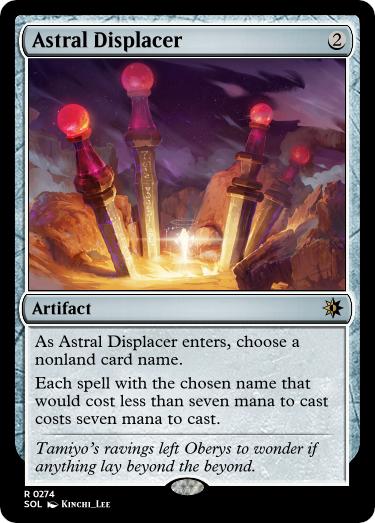 Astral Displacer
2
Artifact
As Astral Displacer enters, choose a
nonland card name.
Each spell with the chosen name that
would cost less than seven mana to cast
costs seven mana to cast.
Tamiyo's ravings left Oberys to wonder if
anything lay beyond the beyond.
R 0274
SOL Kinchi_Lee